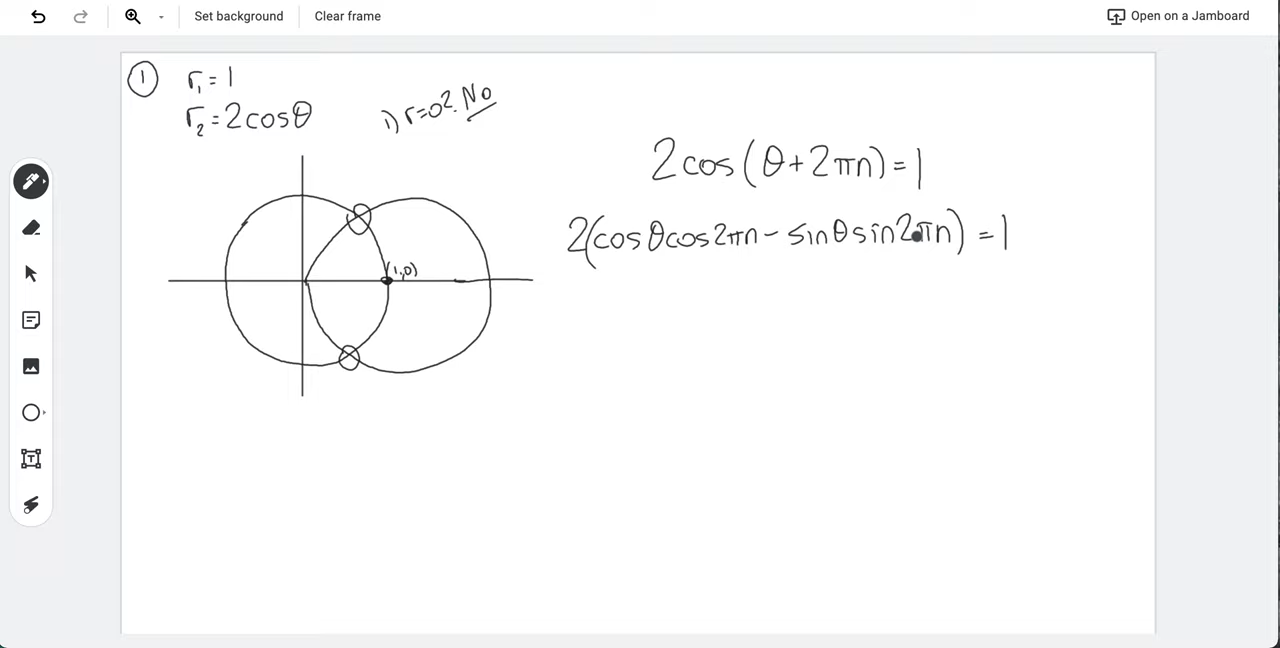 Set background
Clear frame
Open on a Jamboard
① r₁ = 1
r₂ = 2cosθ
1) r=0? No
(1,0)
2cos(θ+2πn)=1
2(cosθcos2πn – sinθsin2πn) = 1